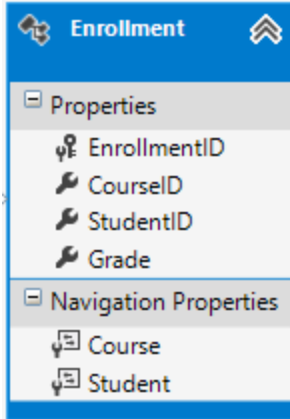 Enrollment
Properties
EnrollmentID
CourseID
StudentID
Grade
Navigation Properties
Course
Student